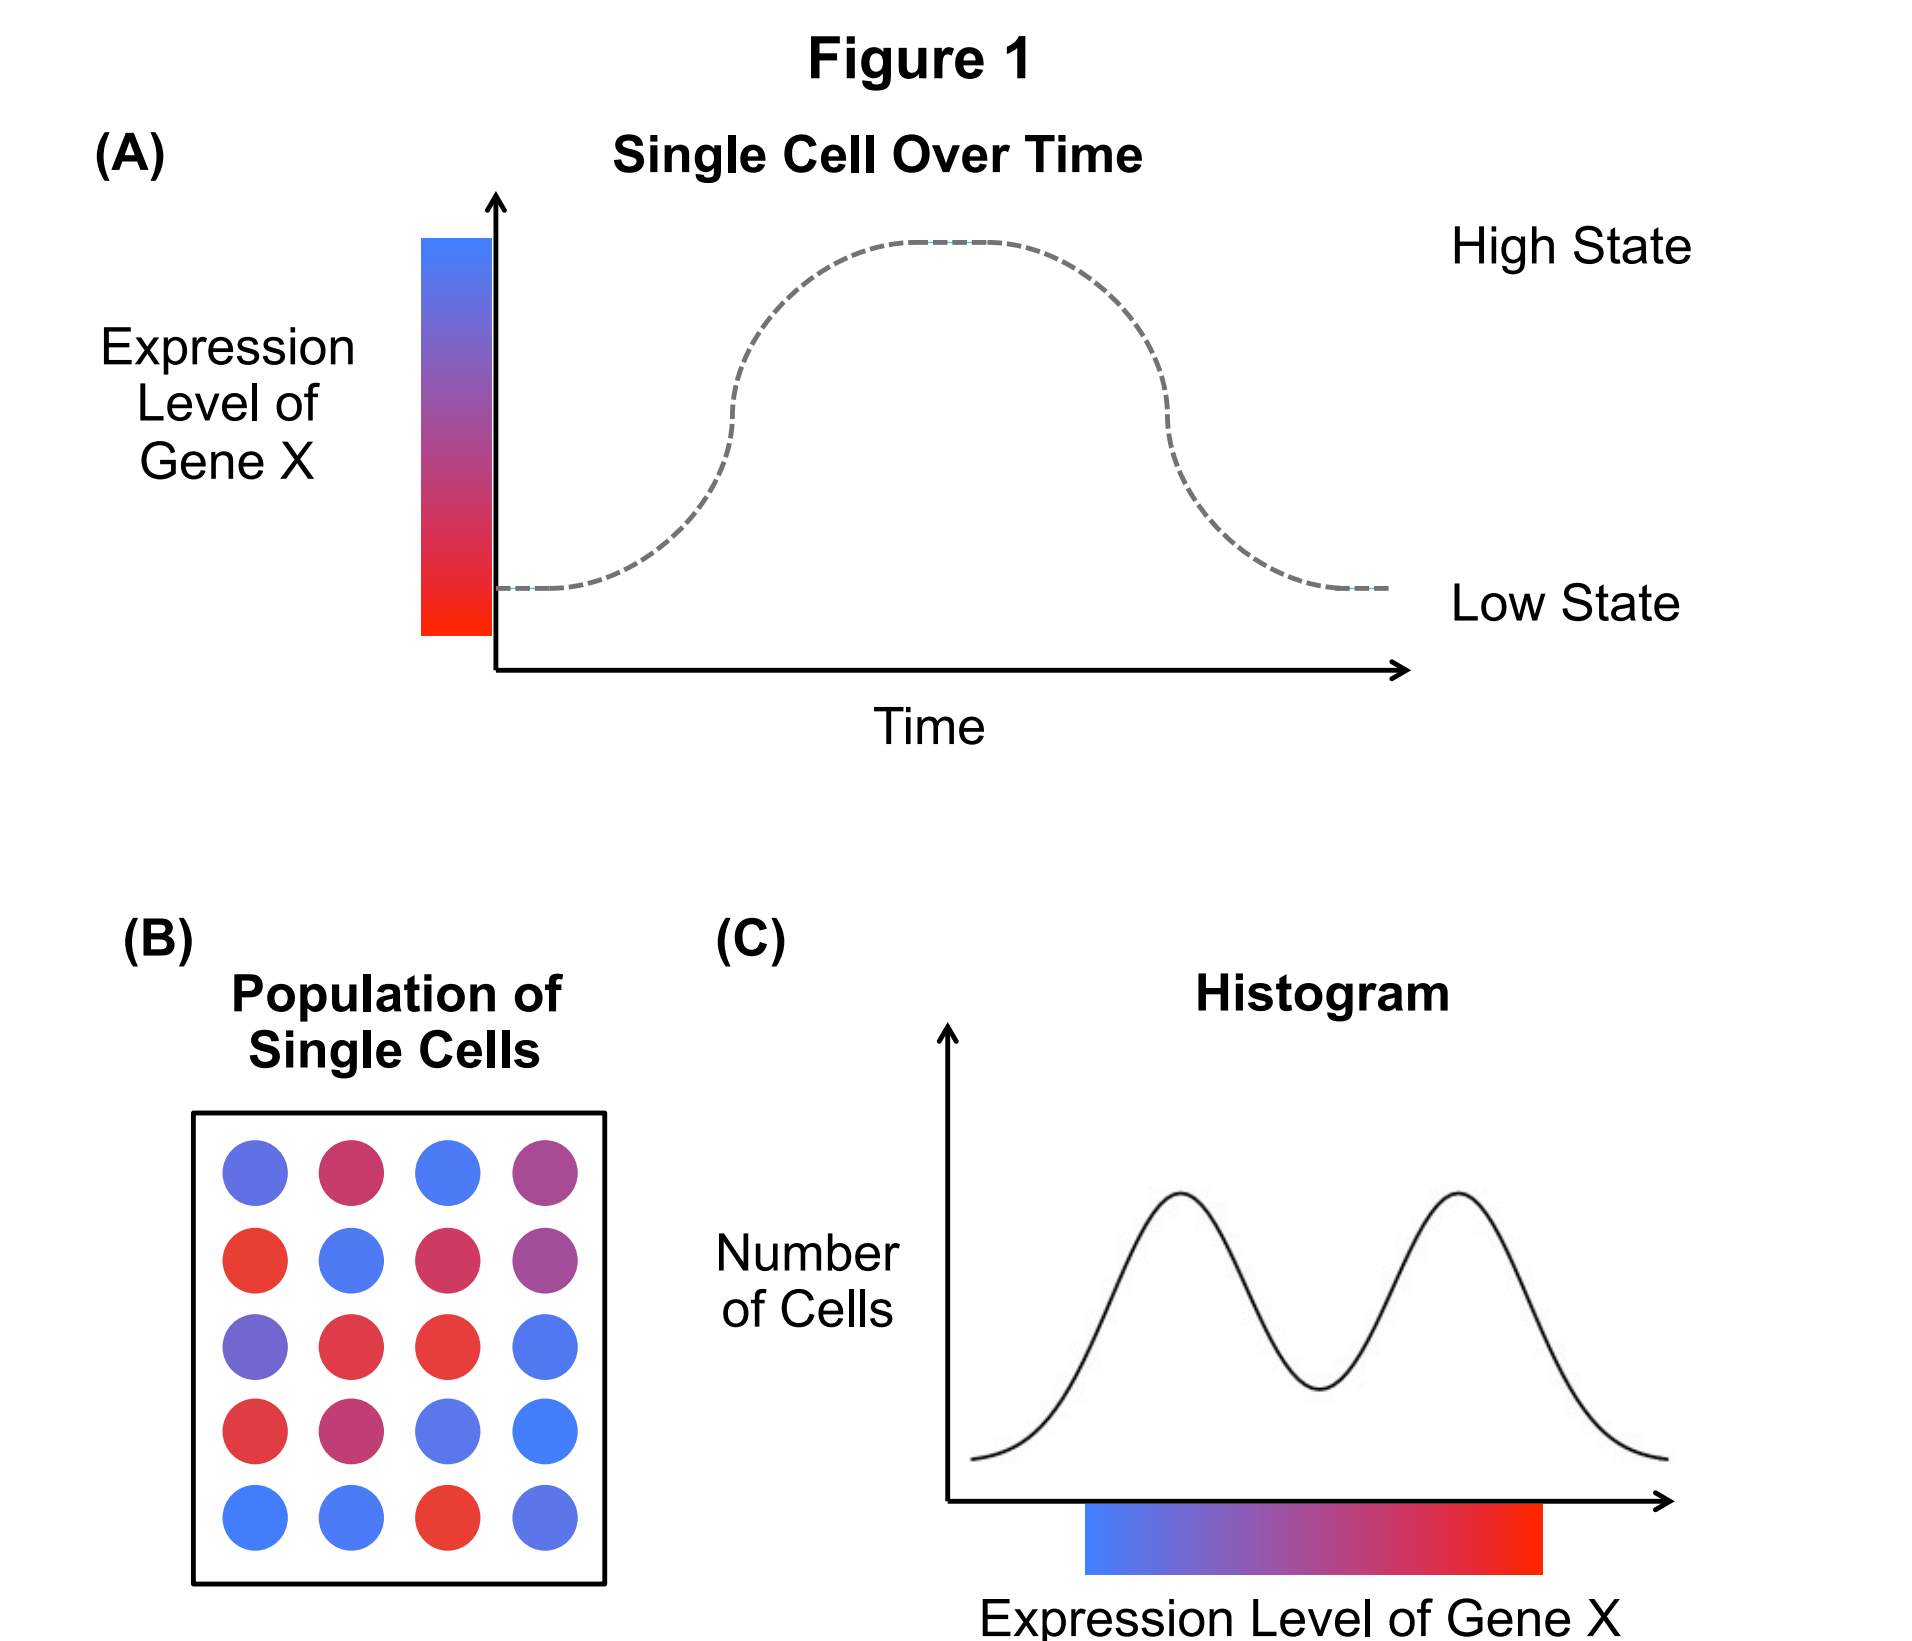 Figure 1
(A)
Single Cell Over Time
Expression
Level of
Gene X
High State
Low State
Time
(B)
Population of
Single Cells
(C)
Histogram
Number
of Cells
Expression Level of Gene X